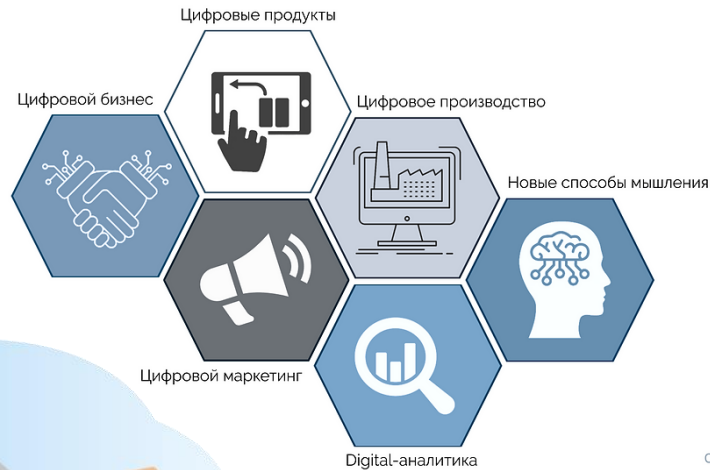 Цифровые продукты
Цифровой бизнес
Цифровое производство
Новые способы мышления
Цифровой маркетинг
Digital-аналитика